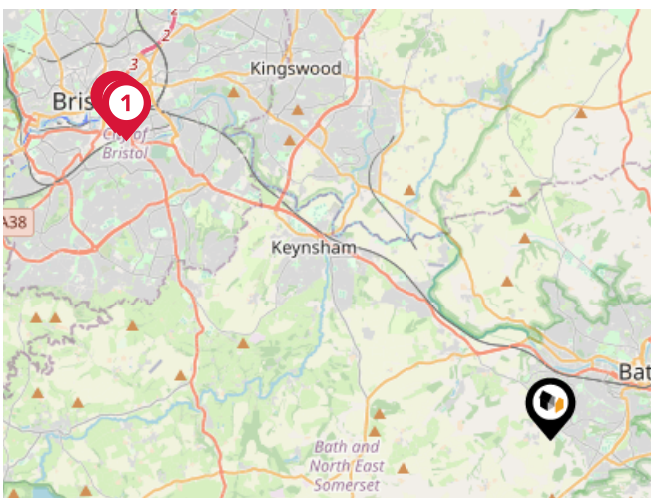 2
2
3
Kingswood
Bris
1
City of
Bristol
A38
Keynsham
Bat
Bath and
North East
Somerset